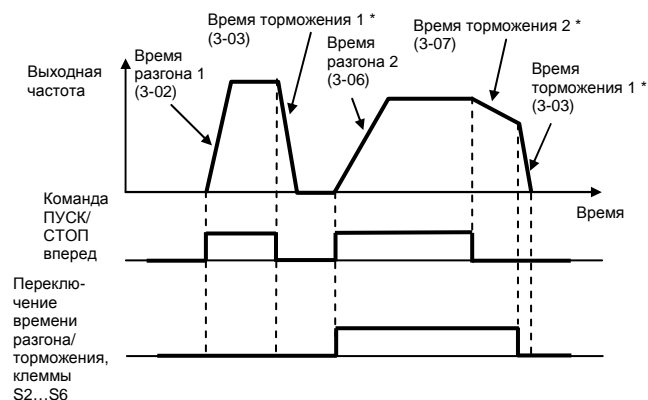 Время торможения 1 *
(3-03)
Время
разгона 1
(3-02)
Время
разгона 2
(3-06)
Время торможения 2 *
(3-07)
Время
торможения 1 *
(3-03)
Выходная
частота
Время
Команда
ПУСК/
СТОП
вперед
Переклю-
чение
времени
разгона/
торможения,
клеммы
S2...S6